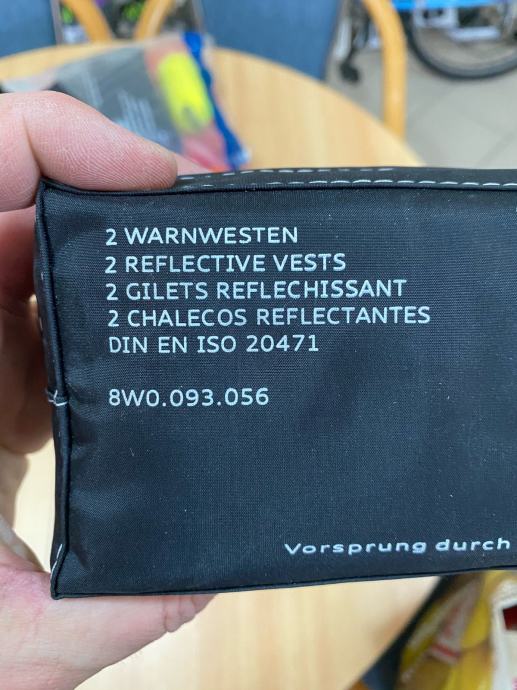 2 WARNWESTEN
2 REFLECTIVE VESTS
2 GILETS REFLECHISSANT
2 CHALECOS REFLECTANTES
DIN EN ISO 20471
8W0.093.056
Vorsprung durch